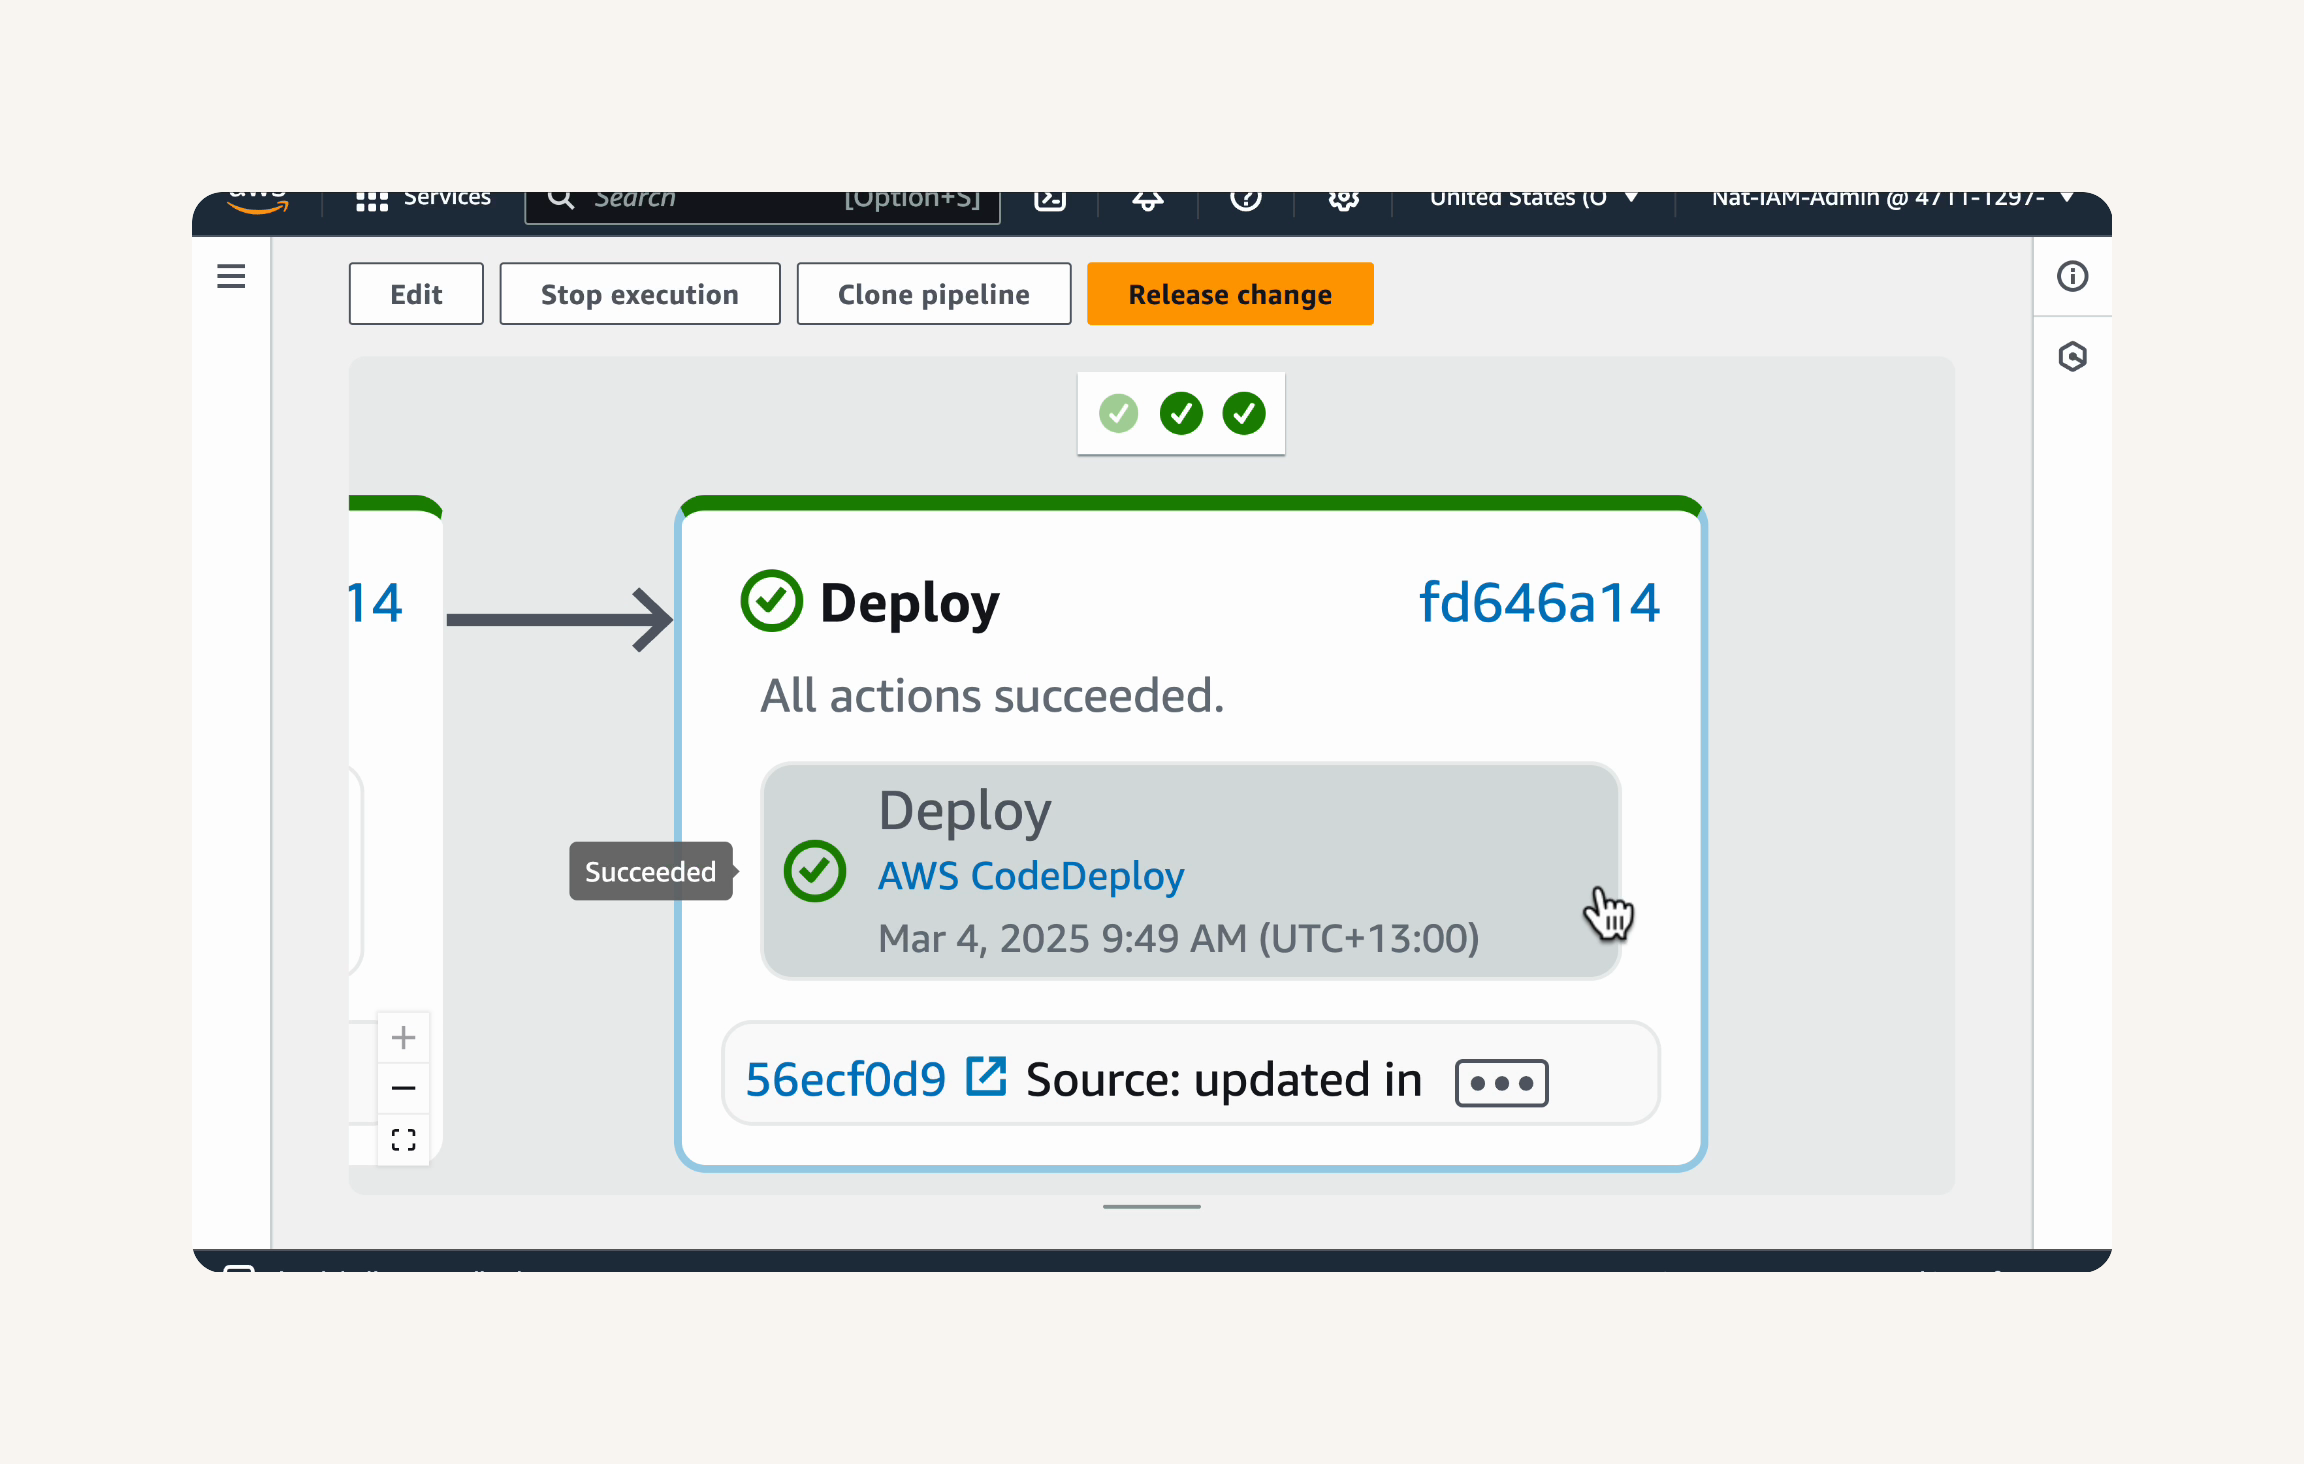 aws Services Search [Option+S] United States (O Nat-IAM-Admin @ 4711-1297-
Edit Stop execution Clone pipeline Release change
14
Deploy fd646a14
All actions succeeded.
Deploy
Succeeded
AWS CodeDeploy
Mar 4, 2025 9:49 AM (UTC+13:00)
56ecf0d9 Source: updated in